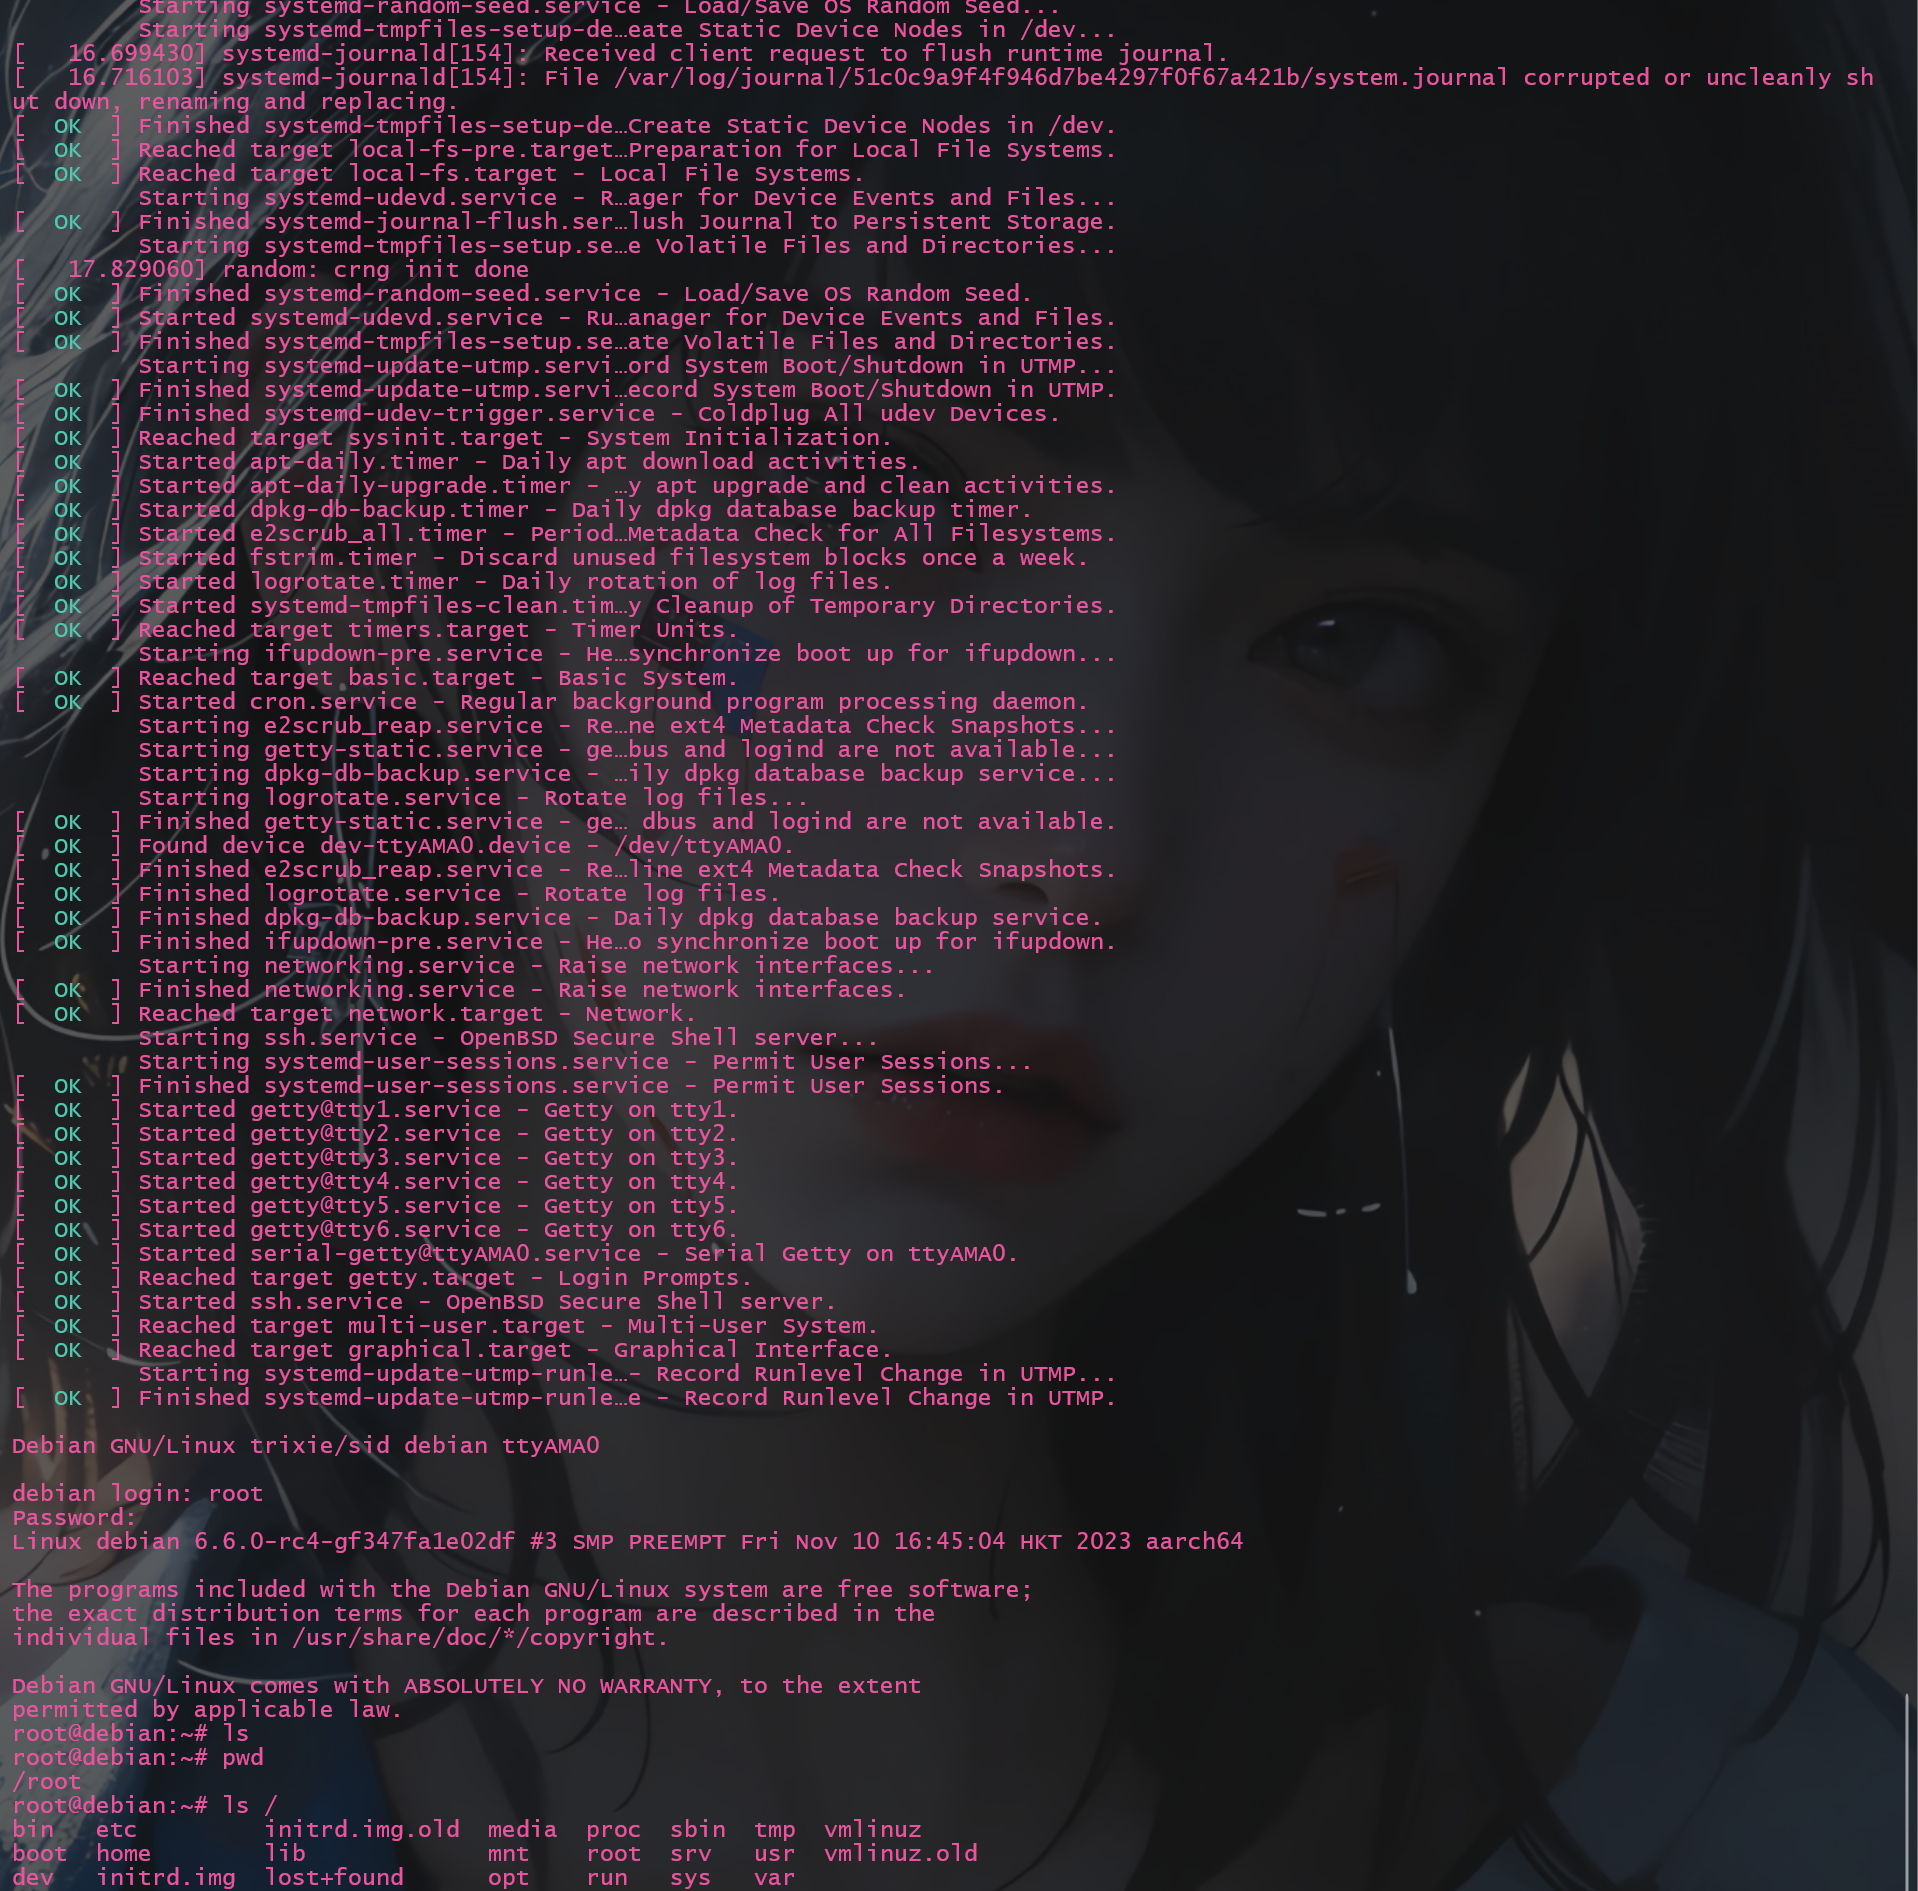 Starting systemd-random-seed.service - Load/Save OS Random Seed...
Starting systemd-tmpfiles-setup-de…eate Static Device Nodes in /dev...
[   16.699430] systemd-journald[154]: Received client request to flush runtime journal.
[   16.716103] systemd-journald[154]: File /var/log/journal/51c0c9a9f4f946d7be4297f0f67a421b/system.journal corrupted or uncleanly sh
ut down, renaming and replacing.
[  OK  ] Finished systemd-tmpfiles-setup-de…Create Static Device Nodes in /dev.
[  OK  ] Reached target local-fs-pre.target…Preparation for Local File Systems.
[  OK  ] Reached target local-fs.target - Local File Systems.
Starting systemd-udevd.service - R…ager for Device Events and Files...
[  OK  ] Finished systemd-journal-flush.ser…lush Journal to Persistent Storage.
Starting systemd-tmpfiles-setup.se…e Volatile Files and Directories...
[   17.829060] random: crng init done
[  OK  ] Finished systemd-random-seed.service - Load/Save OS Random Seed.
[  OK  ] Started systemd-udevd.service - Ru…anager for Device Events and Files.
[  OK  ] Finished systemd-tmpfiles-setup.se…ate Volatile Files and Directories.
Starting systemd-update-utmp.servi…ord System Boot/Shutdown in UTMP...
[  OK  ] Finished systemd-update-utmp.servi…ecord System Boot/Shutdown in UTMP.
[  OK  ] Finished systemd-udev-trigger.service - Coldplug All udev Devices.
[  OK  ] Reached target sysinit.target - System Initialization.
[  OK  ] Started apt-daily.timer - Daily apt download activities.
[  OK  ] Started apt-daily-upgrade.timer - …y apt upgrade and clean activities.
[  OK  ] Started dpkg-db-backup.timer - Daily dpkg database backup timer.
[  OK  ] Started e2scrub_all.timer - Period…Metadata Check for All Filesystems.
[  OK  ] Started fstrim.timer - Discard unused filesystem blocks once a week.
[  OK  ] Started logrotate.timer - Daily rotation of log files.
[  OK  ] Started systemd-tmpfiles-clean.tim…y Cleanup of Temporary Directories.
[  OK  ] Reached target timers.target - Timer Units.
Starting ifupdown-pre.service - He…synchronize boot up for ifupdown...
[  OK  ] Reached target basic.target - Basic System.
[  OK  ] Started cron.service - Regular background program processing daemon.
Starting e2scrub_reap.service - Re…ne ext4 Metadata Check Snapshots...
Starting getty-static.service - ge…bus and logind are not available...
Starting dpkg-db-backup.service - …ily dpkg database backup service...
Starting logrotate.service - Rotate log files...
[  OK  ] Finished getty-static.service - ge… dbus and logind are not available.
[  OK  ] Found device dev-ttyAMA0.device - /dev/ttyAMA0.
[  OK  ] Finished e2scrub_reap.service - Re…line ext4 Metadata Check Snapshots.
[  OK  ] Finished logrotate.service - Rotate log files.
[  OK  ] Finished dpkg-db-backup.service - Daily dpkg database backup service.
[  OK  ] Finished ifupdown-pre.service - He…o synchronize boot up for ifupdown.
Starting networking.service - Raise network interfaces...
[  OK  ] Finished networking.service - Raise network interfaces.
[  OK  ] Reached target network.target - Network.
Starting ssh.service - OpenBSD Secure Shell server...
Starting systemd-user-sessions.service - Permit User Sessions...
[  OK  ] Finished systemd-user-sessions.service - Permit User Sessions.
[  OK  ] Started getty@tty1.service - Getty on tty1.
[  OK  ] Started getty@tty2.service - Getty on tty2.
[  OK  ] Started getty@tty3.service - Getty on tty3.
[  OK  ] Started getty@tty4.service - Getty on tty4.
[  OK  ] Started getty@tty5.service - Getty on tty5.
[  OK  ] Started getty@tty6.service - Getty on tty6.
[  OK  ] Started serial-getty@ttyAMA0.service - Serial Getty on ttyAMA0.
[  OK  ] Reached target getty.target - Login Prompts.
[  OK  ] Started ssh.service - OpenBSD Secure Shell server.
[  OK  ] Reached target multi-user.target - Multi-User System.
[  OK  ] Reached target graphical.target - Graphical Interface.
Starting systemd-update-utmp-runle…- Record Runlevel Change in UTMP...
[  OK  ] Finished systemd-update-utmp-runle…e - Record Runlevel Change in UTMP.
Debian GNU/Linux trixie/sid debian ttyAMA0
debian login: root
Password:
Linux debian 6.6.0-rc4-gf347fa1e02df #3 SMP PREEMPT Fri Nov 10 16:45:04 HKT 2023 aarch64
The programs included with the Debian GNU/Linux system are free software;
the exact distribution terms for each program are described in the
individual files in /usr/share/doc/*/copyright.
Debian GNU/Linux comes with ABSOLUTELY NO WARRANTY, to the extent
permitted by applicable law.
root@debian:~# ls
root@debian:~# pwd
/root
root@debian:~# ls /
bin   etc         initrd.img.old  media  proc  sbin  tmp  vmlinuz
boot  home        lib             mnt    root  srv   usr  vmlinuz.old
dev   initrd.img  lost+found      opt    run   sys   var